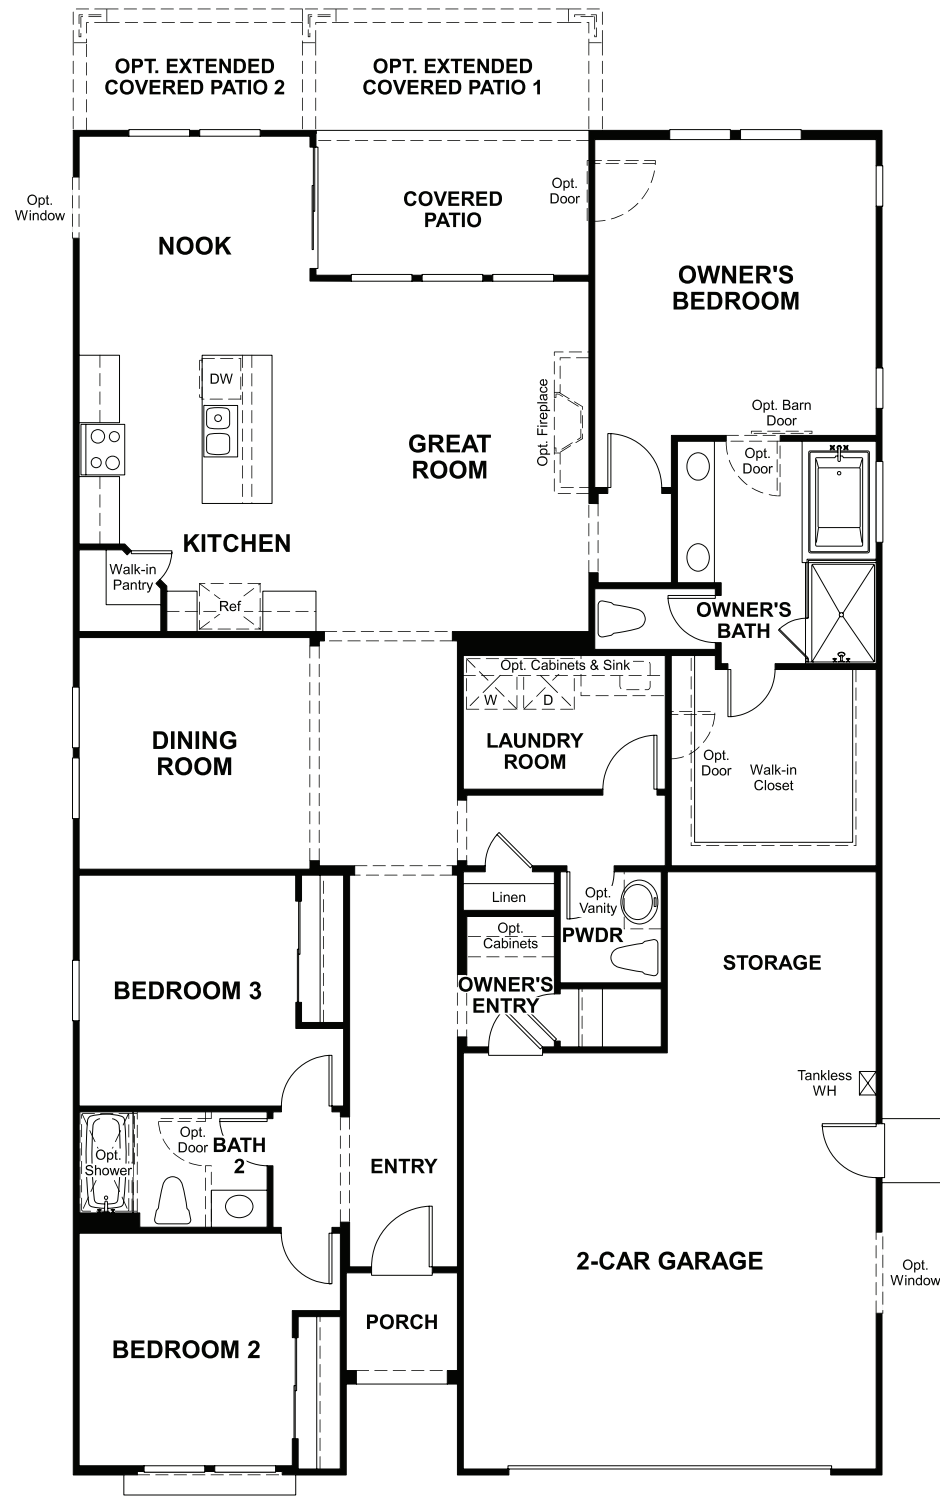 OPT. EXTENDED
COVERED PATIO 2
OPT. EXTENDED
COVERED PATIO 1
Opt.
Window
NOOK
COVERED
PATIO
Opt.
Door
OWNER'S
BEDROOM
DW
Opt. Fireplace
GREAT
ROOM
Opt. Barn
Door
Opt.
Door
KITCHEN
Walk-in
Pantry
Ref
OWNER'S
BATH
Opt. Cabinets & Sink
W
D
DINING
ROOM
LAUNDRY
ROOM
Opt.
Door
Walk-in
Closet
Linen
Opt.
Vanity
PWDR
Opt.
Cabinets
STORAGE
BEDROOM 3
OWNER'S
ENTRY
Tankless
WH
Opt.
Shower
Opt.
Door
BATH
2
ENTRY
2-CAR GARAGE
Opt.
Window
PORCH
BEDROOM 2